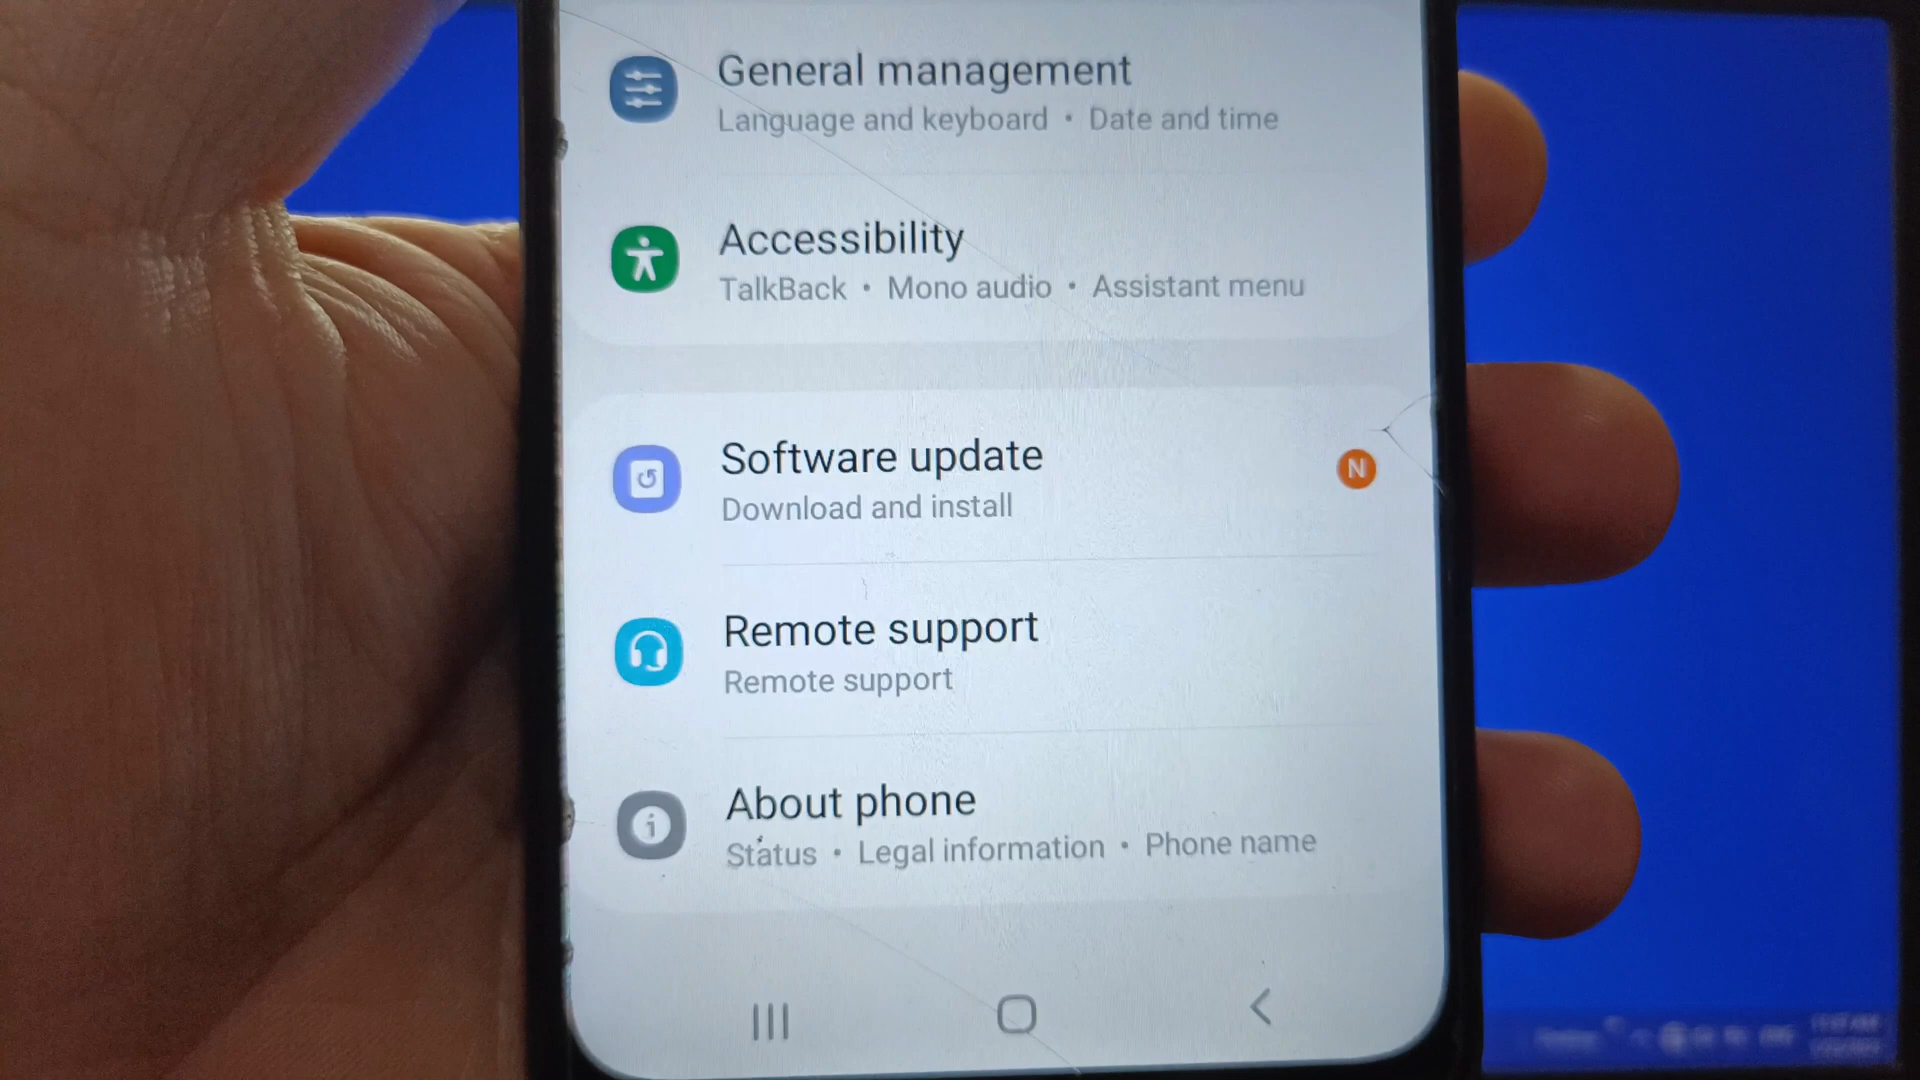 General management
Language and keyboard • Date and time
Accessibility
TalkBack • Mono audio • Assistant menu
Software update
N
Download and install
Remote support
Remote support
About phone
Status • Legal information • Phone name